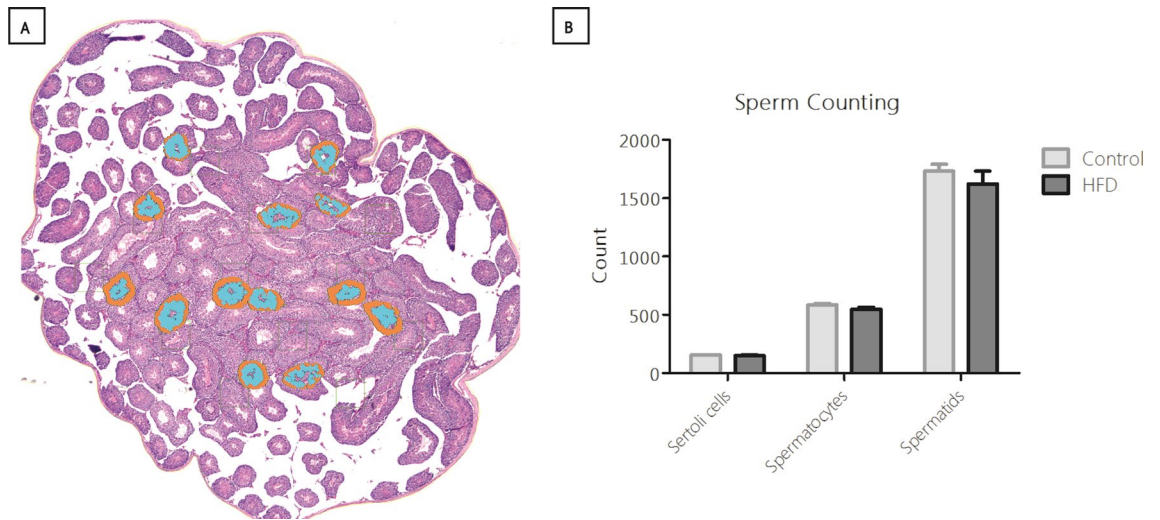 A
B
Sperm Counting
2000
1500
1000
500
0
Count
Sertoli cells
Spermatocytes
Spermatids
Control
HFD